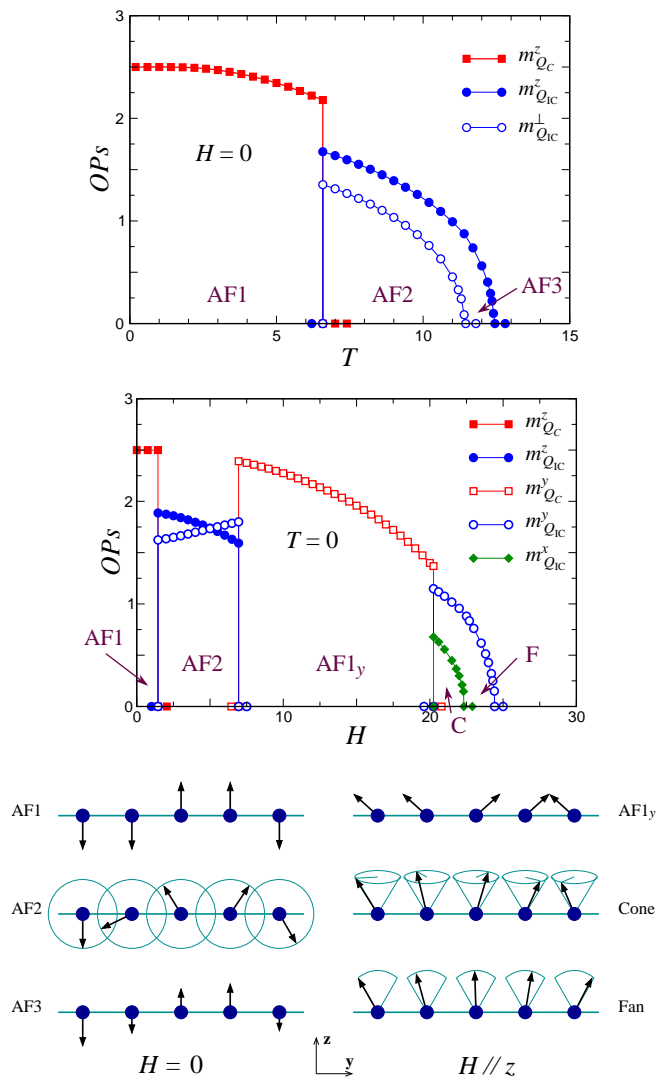 3
2
1
0
OPs
H = 0
m^z_{Q_C}
m^z_{Q_IC}
m^⊥_{Q_IC}
AF1
AF2
AF3
0 5 10 15
T
3
2
1
0
OPs
T = 0
m^z_{Q_C}
m^z_{Q_IC}
m^y_{Q_C}
m^y_{Q_IC}
m^x_{Q_IC}
AF1
AF2
AF1y
F
C
0 10 20 30
H
AF1
AF1y
AF2
Cone
AF3
Fan
H = 0
z
y
H // z